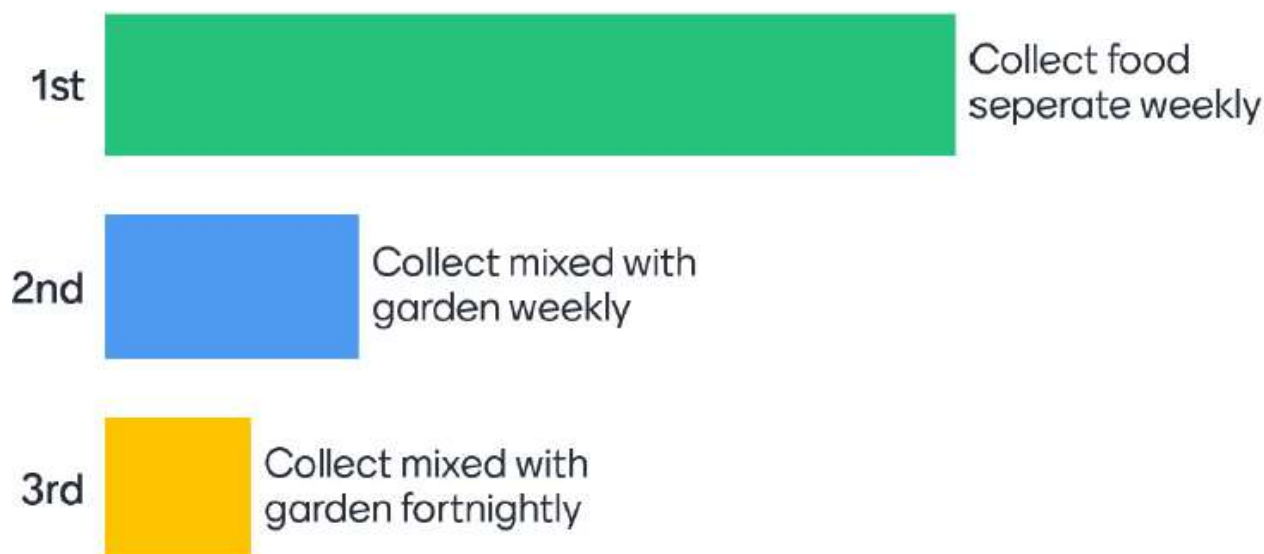 1st
Collect food
seperate weekly
2nd
Collect mixed with
garden weekly
3rd
Collect mixed with
garden fortnightly